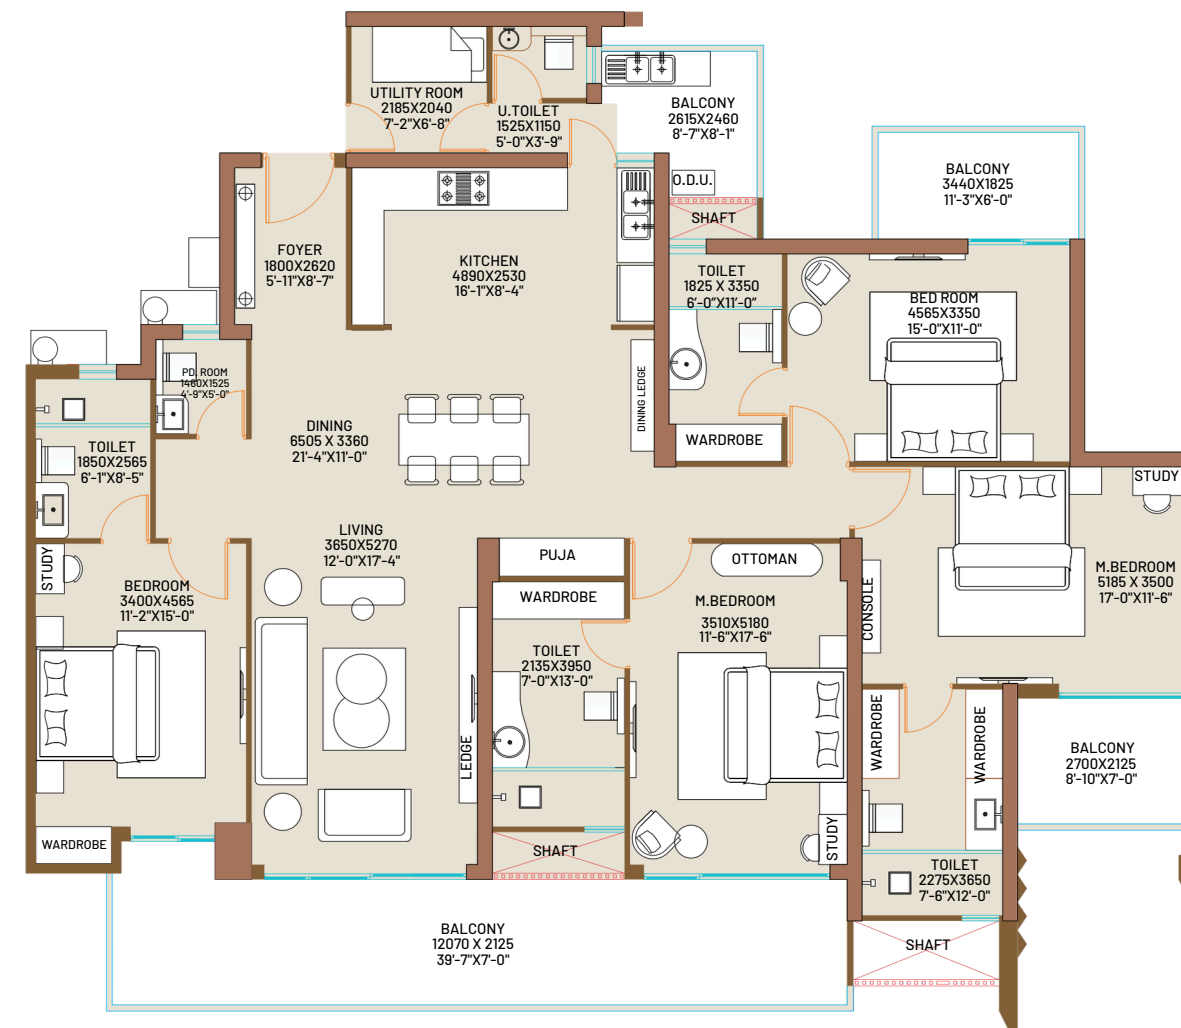 UTILITY ROOM
2185X2040
7'-2"X6'-8"
U.TOILET
1525X1150
5'-0"X3'-9"
BALCONY
2615X2460
8'-7"X8'-1"
O.D.U.
SHAFT
BALCONY
3440X1825
11'-3"X6'-0"
FOYER
1800X2620
5'-11"X8'-7"
KITCHEN
4890X2530
16'-1"X8'-4"
TOILET
1825 X 3350
6'-0"X11'-0"
BED ROOM
4565X3350
15'-0"X11'-0"
PD. ROOM
1460X1525
4'-9"X5'-0"
DINING LEDGE
DINING
6505 X 3360
21'-4"X11'-0"
WARDROBE
TOILET
1850X2565
6'-1"X8'-5"
STUDY
LIVING
3650X5270
12'-0"X17'-4"
PUJA
OTTOMAN
STUDY
BEDROOM
3400X4565
11'-2"X15'-0"
WARDROBE
M.BEDROOM
3510X5180
11'-6"X17'-6"
CONSOLE
M.BEDROOM
5185 X 3500
17'-0"X11'-6"
TOILET
2135X3950
7'-0"X13'-0"
LEDGE
WARDROBE
WARDROBE
BALCONY
2700X2125
8'-10"X7'-0"
WARDROBE
SHAFT
STUDY
TOILET
2275X3650
7'-6"X12'-0"
BALCONY
12070 X 2125
39'-7"X7'-0"
SHAFT